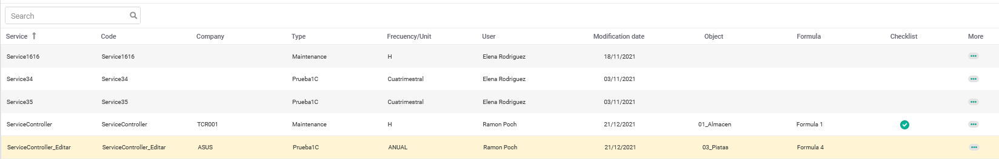 Search
Service Code Company Type Frecuency/Unit User Modification date Object Formula Checklist More
Service1616 Service1616 Maintenance H Elena Rodriguez 18/11/2021
Service34 Service34 Prueba1C Cuatrimestral Elena Rodriguez 03/11/2021
Service35 Service35 Prueba1C Cuatrimestral Elena Rodriguez 03/11/2021
ServiceController ServiceController TCR001 Maintenance H Ramon Poch 21/12/2021 01_Almacen Formula 1
ServiceController_Editar ServiceController_Editar ASUS Prueba1C ANUAL Ramon Poch 21/12/2021 03_Pistas Formula 4